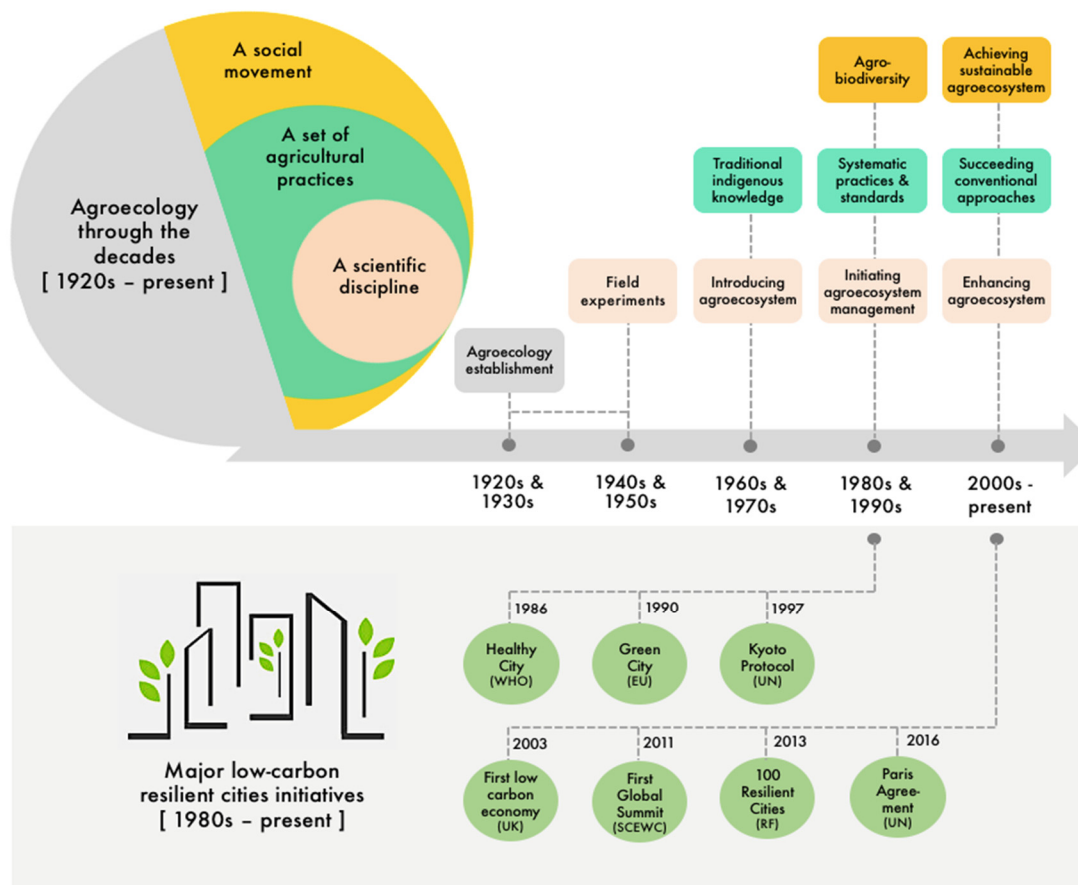 A social
movement
A set of
agricultural
practices
A scientific
discipline
Agroecology
through the
decades
[ 1920s – present ]
Agro-
biodiversity
Achieving
sustainable
agroecosystem
Traditional
indigenous
knowledge
Systematic
practices &
standards
Succeeding
conventional
approaches
Field
experiments
Introducing
agroecosystem
Initiating
agroecosystem
management
Enhancing
agroecosystem
Agroecology
establishment
1920s &
1930s
1940s &
1950s
1960s &
1970s
1980s &
1990s
2000s -
present
1986
1990
1997
Healthy
City
(WHO)
Green
City
(EU)
Kyoto
Protocol
(UN)
2003
2011
2013
2016
First low
carbon
economy
(UK)
First
Global
Summit
(SCEWC)
100
Resilient
Cities
(RF)
Paris
Agree-
ment
(UN)
Major low-carbon
resilient cities initiatives
[ 1980s – present ]